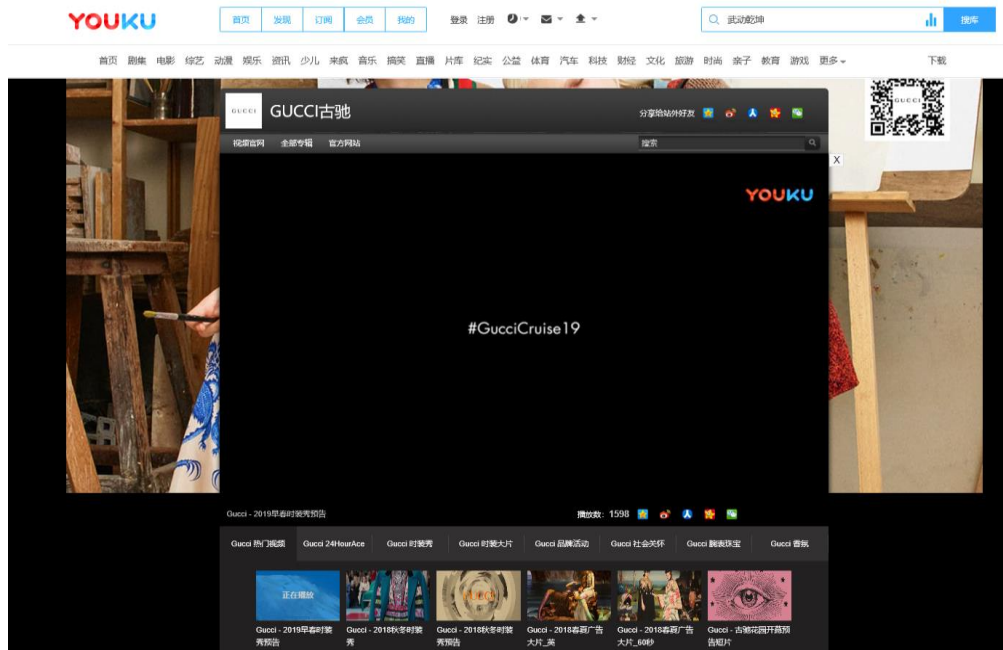 YOUKU
首页 发现 订阅 会员 我的 登录 注册 武动乾坤 搜库
首页 剧集 电影 综艺 动漫 娱乐 资讯 少儿 来疯 音乐 搞笑 直播 片库 纪实 公益 体育 汽车 科技 财经 文化 旅游 时尚 亲子 教育 游戏 更多 下载
GUCCI GUCCI古驰 分享给站外好友
GUCCI
视频官网 全部专辑 官方网站 搜索
X
YOUKU
#GucciCruise19
Gucci - 2019早春时装秀预告 播放数: 1598
Gucci 热门视频 Gucci 24HourAce Gucci 时装秀 Gucci 时装大片 Gucci 品牌活动 Gucci 社会关怀 Gucci 腕表珠宝 Gucci 香氛
正在播放 GUCCI
Gucci - 2019早春时装 Gucci - 2018秋冬时装 Gucci - 2018秋冬时装 Gucci - 2018春夏广告 Gucci - 2018春夏广告 Gucci - 古驰花园开幕预
秀预告 秀 秀预告 大片_英 大片_60秒 告短片